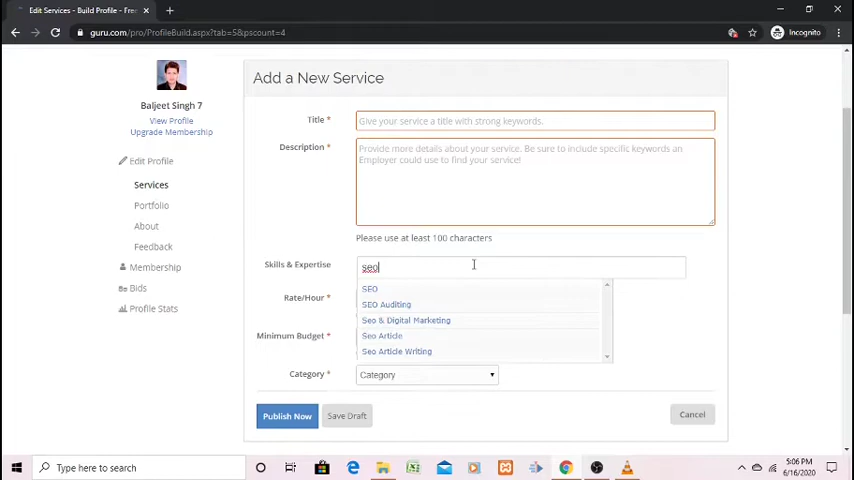 Edit Services - Build Profile - Fre
guru.com/pro/ProfileBuild.aspx?tab=5&pscount=4
Incognito
Baljeet Singh 7
View Profile
Upgrade Membership
Edit Profile
Services
Portfolio
About
Feedback
Membership
Bids
Profile Stats
Add a New Service
Title *
Give your service a title with strong keywords.
Description *
Provide more details about your service. Be sure to include specific keywords an
Employer could use to find your service!
Please use at least 100 characters
Skills & Expertise
seo
SEO
SEO Auditing
Seo & Digital Marketing
Seo Article
Seo Article Writing
Rate/Hour *
Minimum Budget *
Category *
Category
Publish Now
Save Draft
Cancel
Type here to search
5:06 PM
6/16/2020